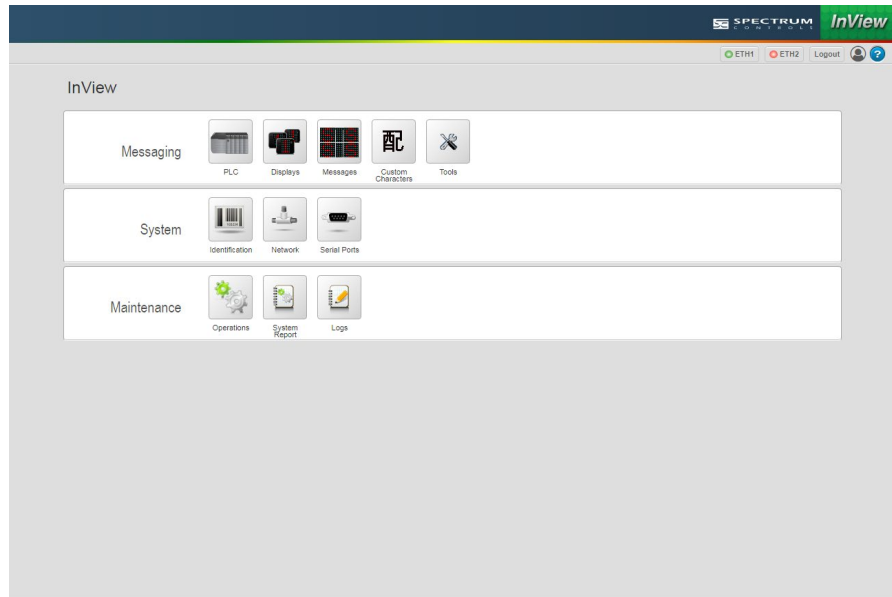 SPECTRUM
CONTROLS
InView
ETH1 ETH2 Logout ?
InView
Messaging
PLC Displays Messages Custom Characters Tools
配
System
Identification Network Serial Ports
Maintenance
Operations System Report Logs